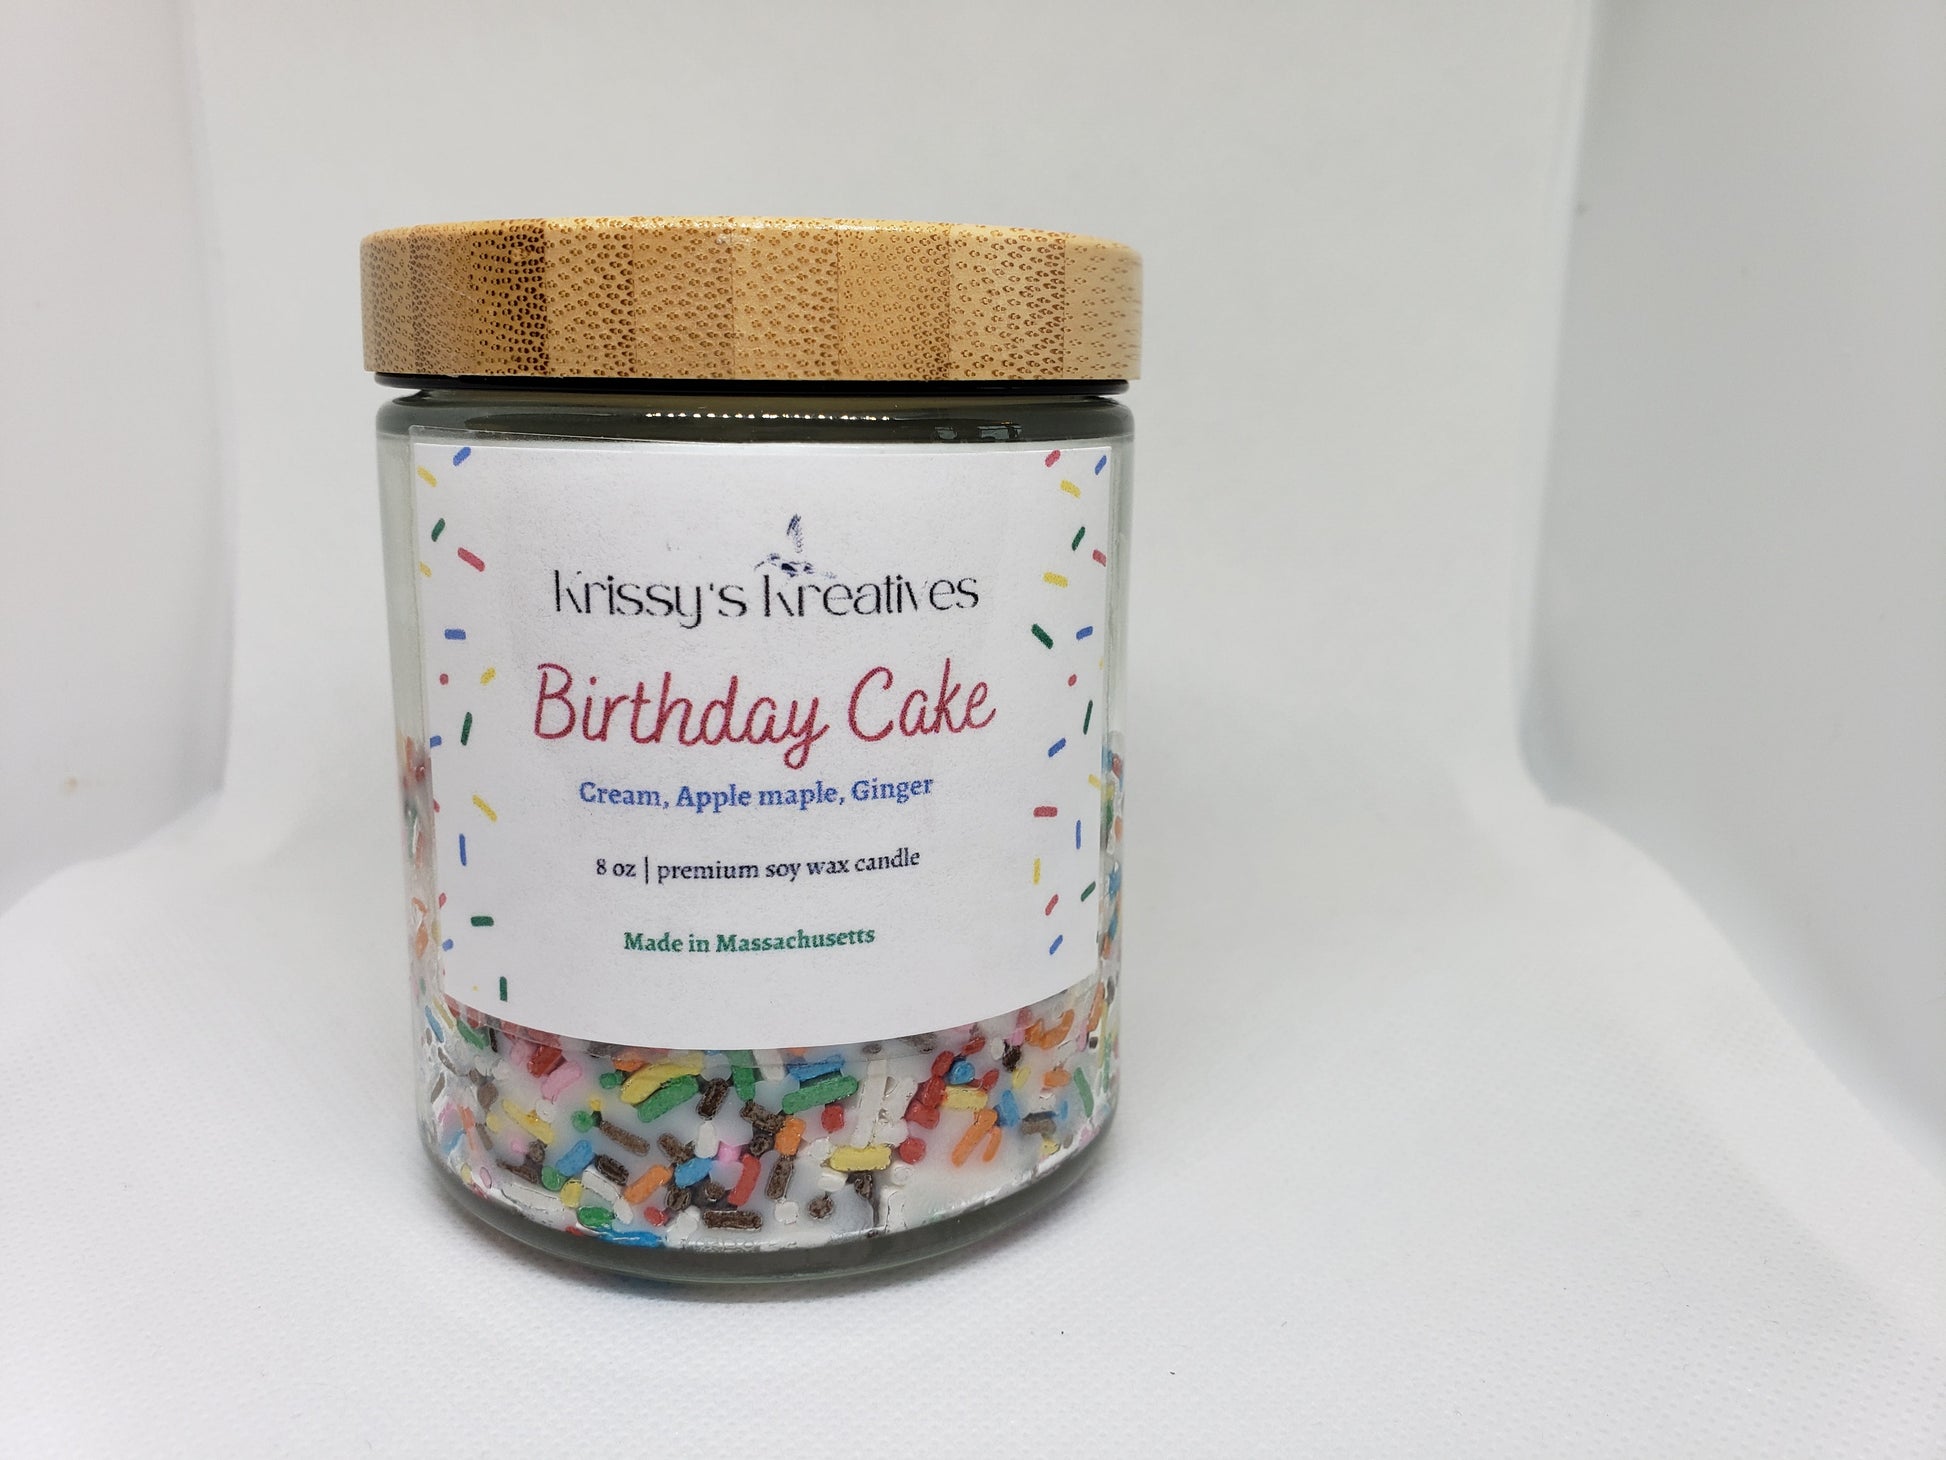 Krissy's Kreatives
Birthday Cake
Cream, Apple maple, Ginger
8 oz | premium soy wax candle
Made in Massachusetts